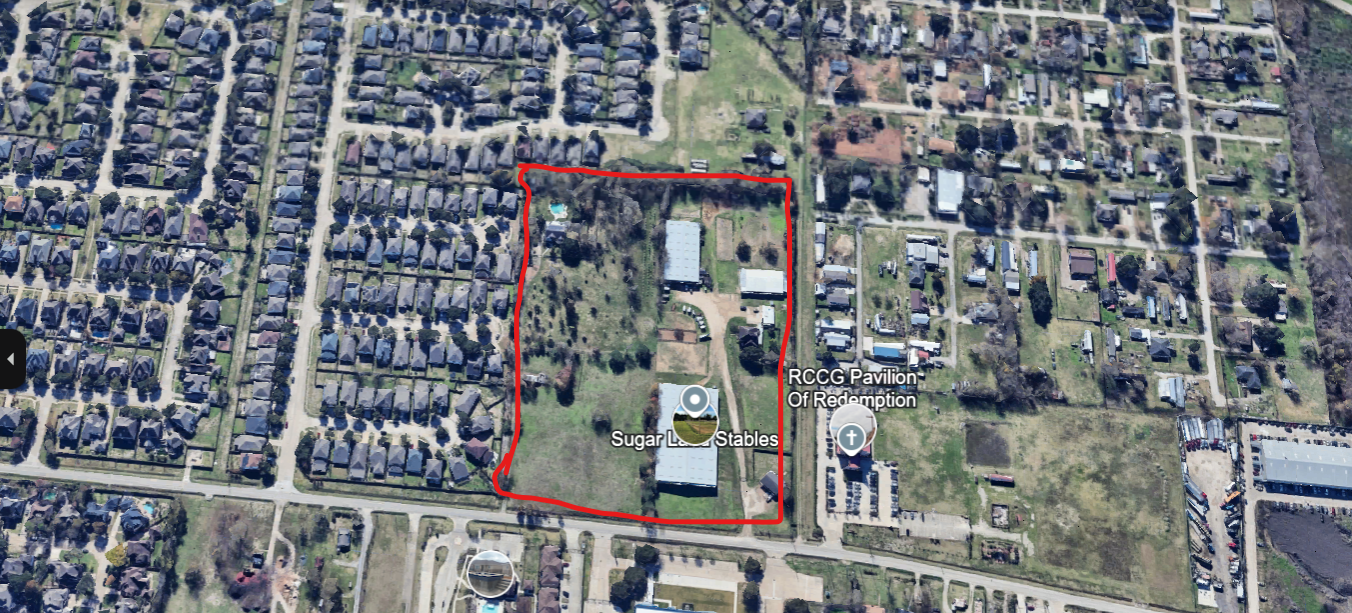 RCCG Pavilion
Of Redemption
Sugar Land Stables